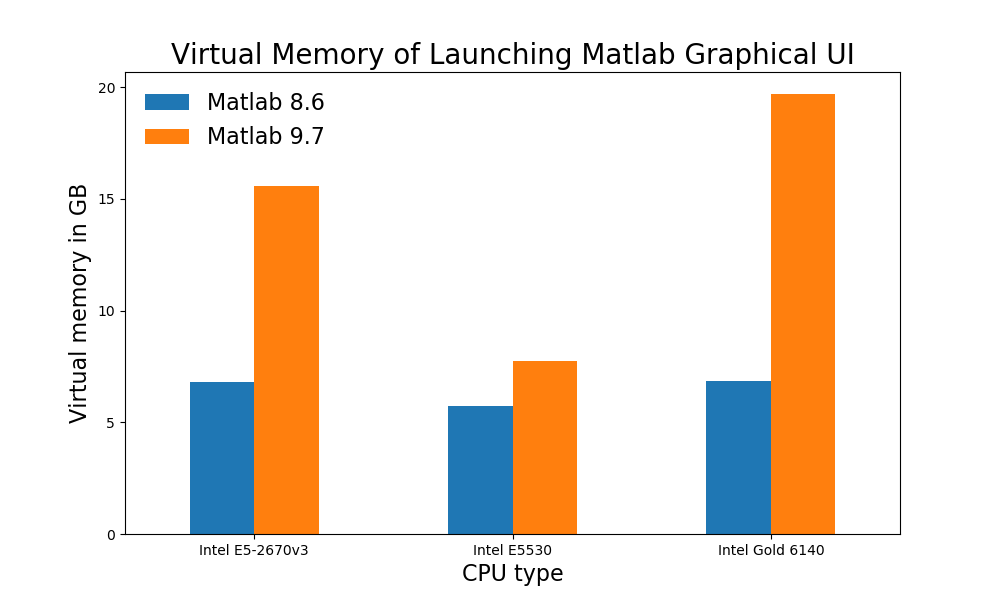 Virtual Memory of Launching Matlab Graphical UI
Matlab 8.6
Matlab 9.7
Virtual memory in GB
20
15
10
5
0
Intel E5-2670v3
Intel E5530
Intel Gold 6140
CPU type